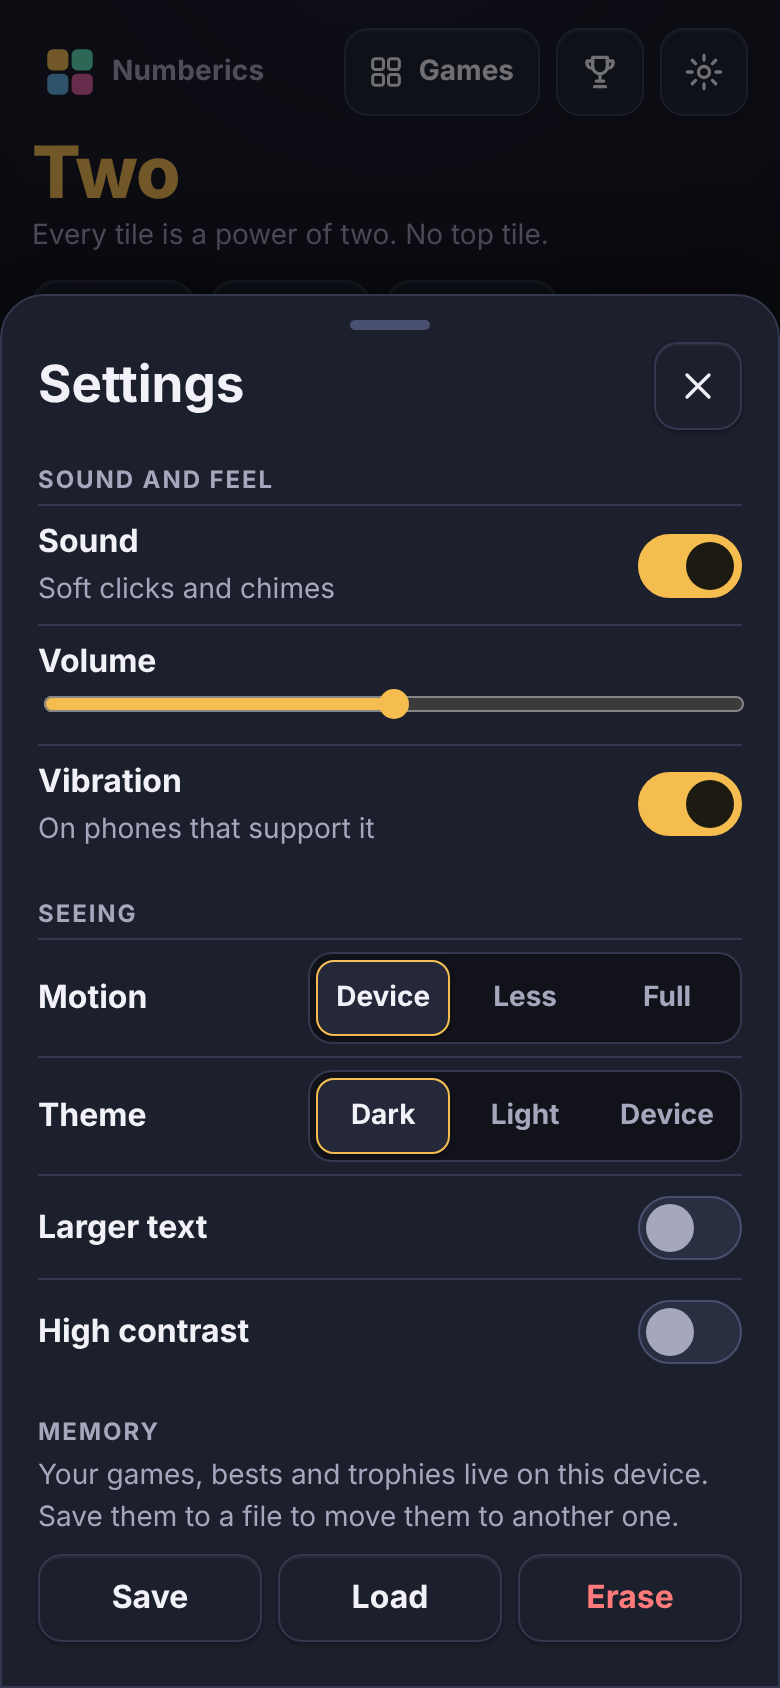 Numberics
Games
Two
Every tile is a power of two. No top tile.
Settings
SOUND AND FEEL
Sound
Soft clicks and chimes
Volume
Vibration
On phones that support it
SEEING
Motion
Device Less Full
Theme
Dark Light Device
Larger text
High contrast
MEMORY
Your games, bests and trophies live on this device.
Save them to a file to move them to another one.
Save Load Erase